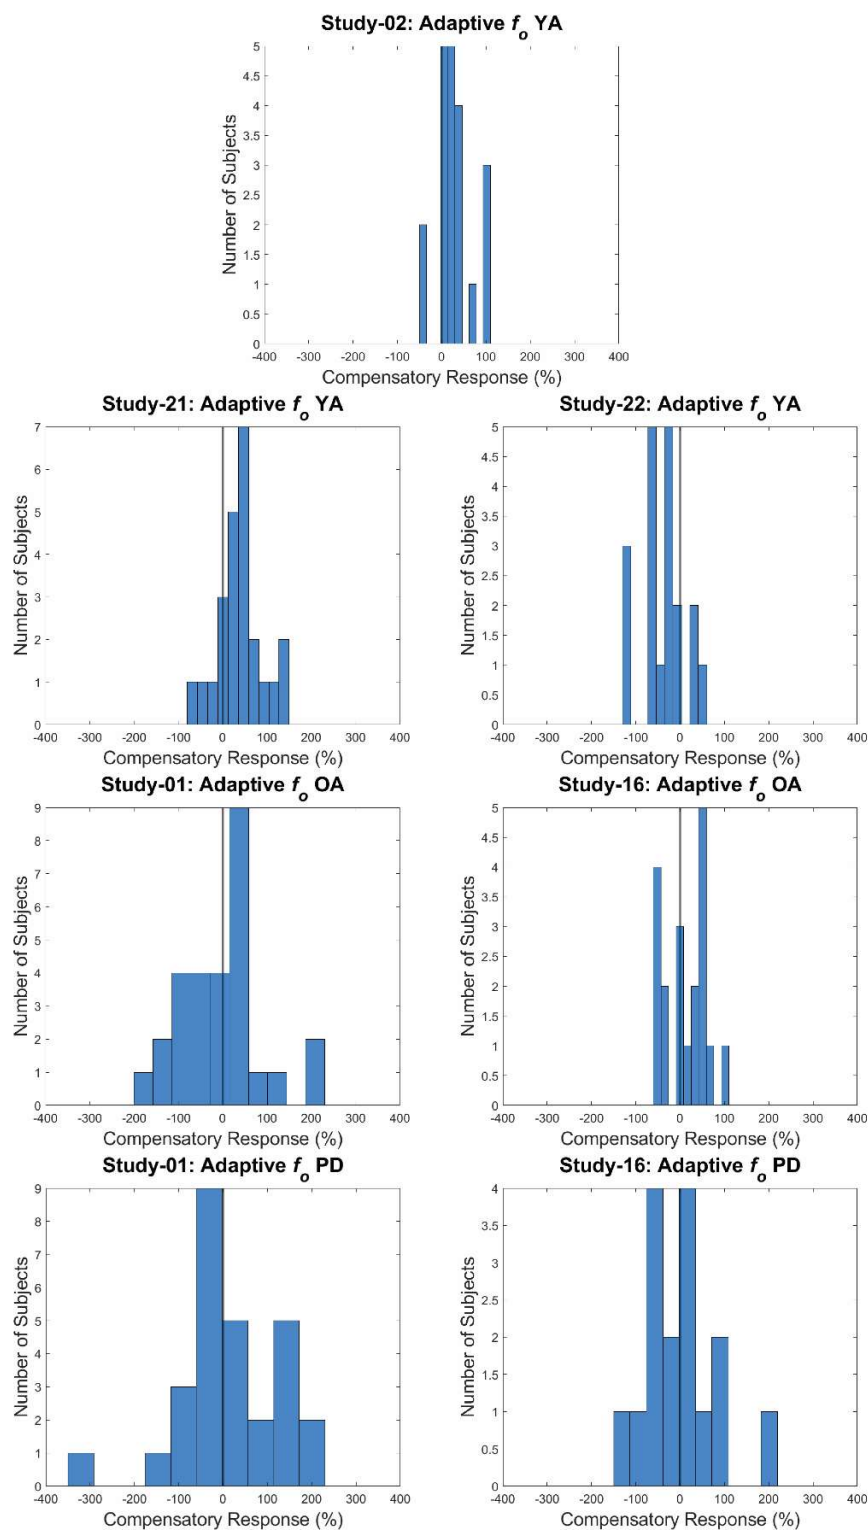 Study-02: Adaptive fo YA
5
4.5
4
3.5
3
2.5
2
1.5
1
0.5
0
Number of Subjects
-400 -300 -200 -100 0 100 200 300 400
Compensatory Response (%)
Study-21: Adaptive fo YA
7
6
5
4
3
2
1
0
Number of Subjects
-400 -300 -200 -100 0 100 200 300 400
Compensatory Response (%)
Study-22: Adaptive fo YA
5
4.5
4
3.5
3
2.5
2
1.5
1
0.5
0
Number of Subjects
-400 -300 -200 -100 0 100 200 300 400
Compensatory Response (%)
Study-01: Adaptive fo OA
9
8
7
6
5
4
3
2
1
0
Number of Subjects
-400 -300 -200 -100 0 100 200 300 400
Compensatory Response (%)
Study-16: Adaptive fo OA
5
4.5
4
3.5
3
2.5
2
1.5
1
0.5
0
Number of Subjects
-400 -300 -200 -100 0 100 200 300 400
Compensatory Response (%)
Study-01: Adaptive fo PD
9
8
7
6
5
4
3
2
1
0
Number of Subjects
-400 -300 -200 -100 0 100 200 300 400
Compensatory Response (%)
Study-16: Adaptive fo PD
4
3.5
3
2.5
2
1.5
1
0.5
0
Number of Subjects
-400 -300 -200 -100 0 100 200 300 400
Compensatory Response (%)